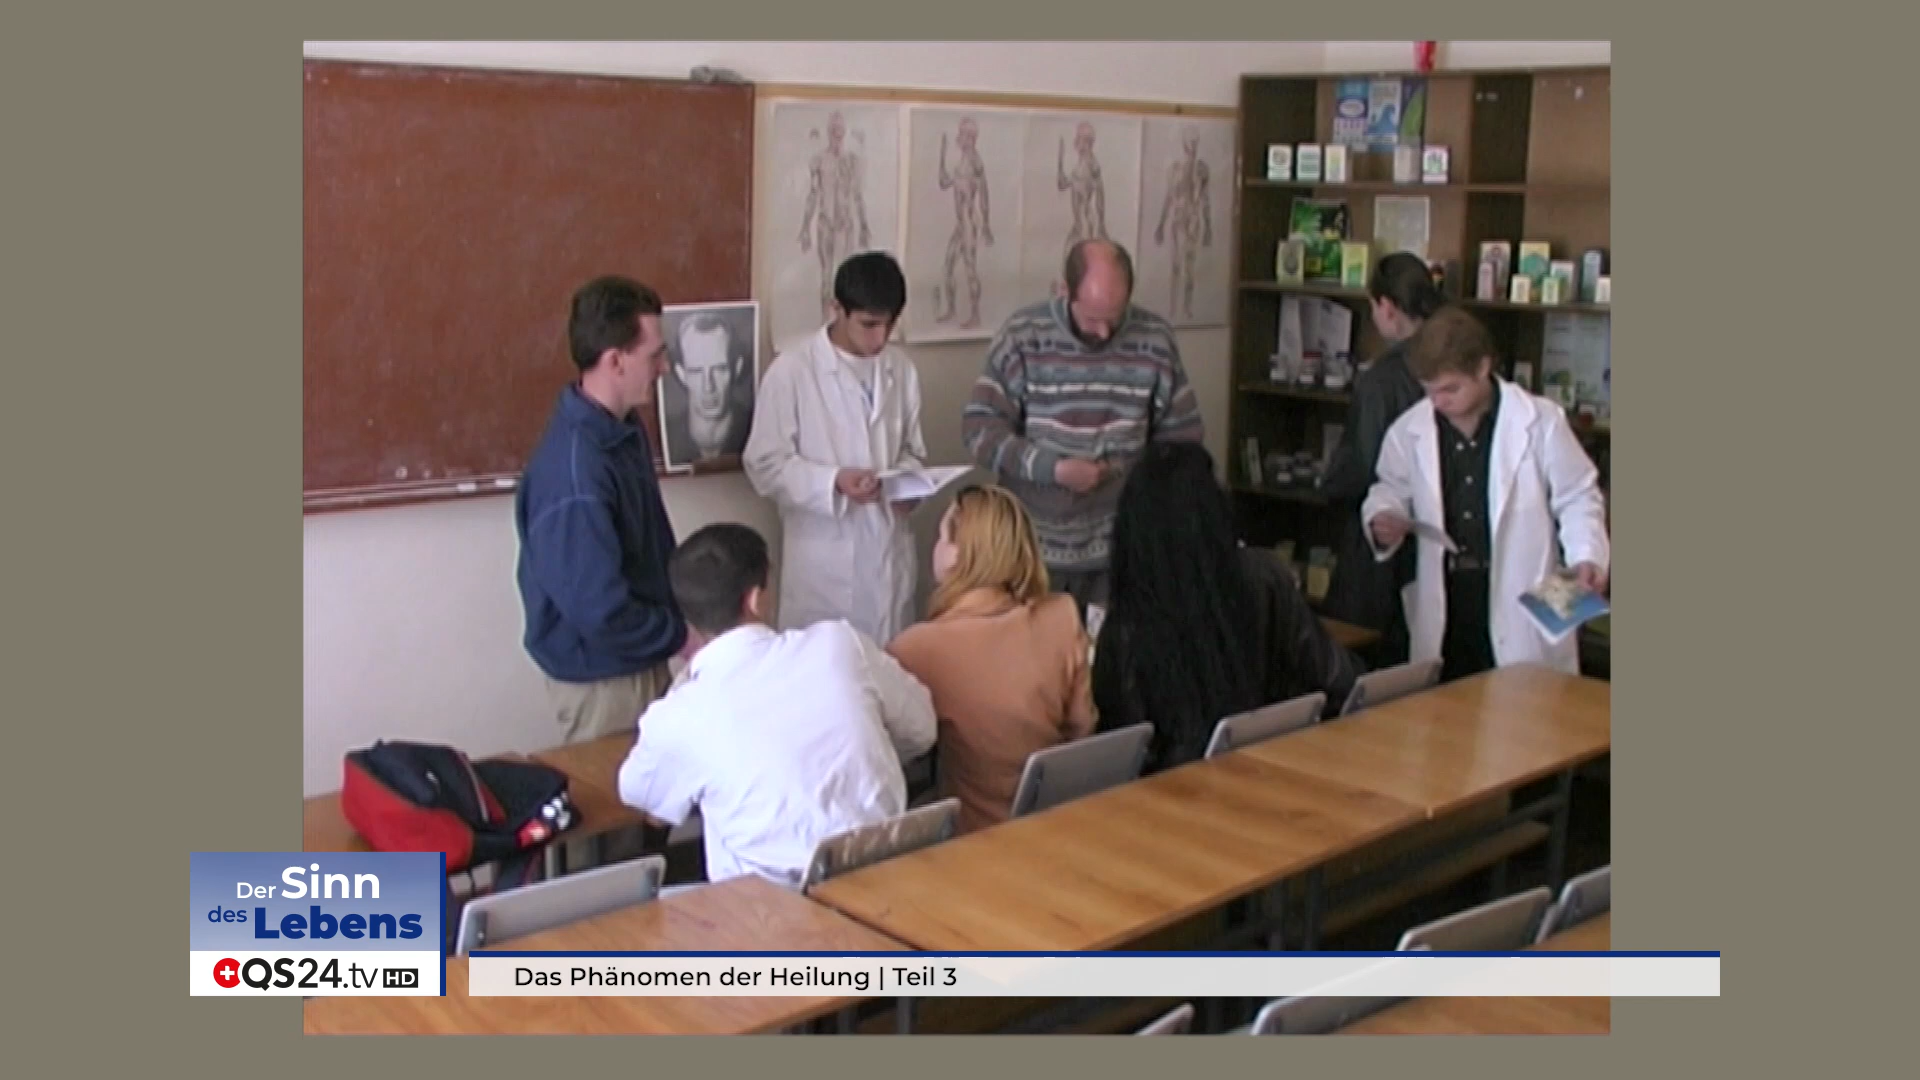 Der Sinn
des Lebens
QS24.tv HD
Das Phänomen der Heilung | Teil 3